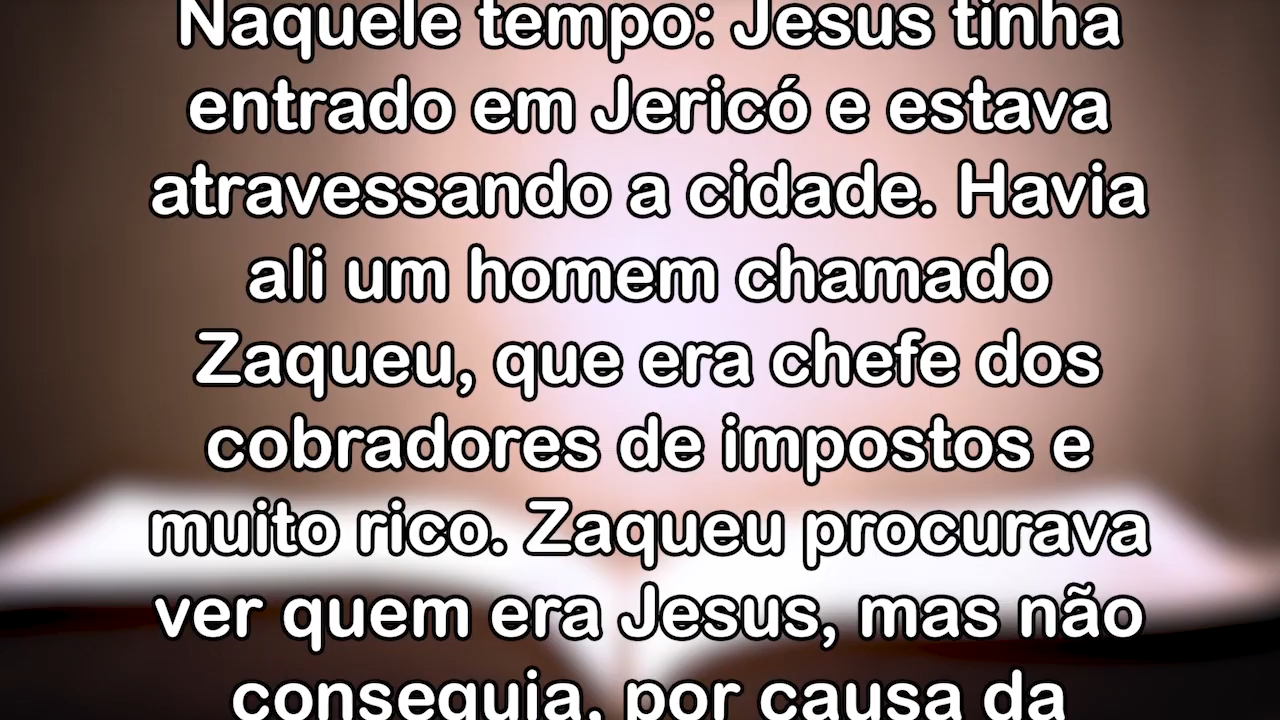 Naquele tempo: Jesus tinha
entrado em Jericó e estava
atravessando a cidade. Havia
ali um homem chamado
Zaqueu, que era chefe dos
cobradores de impostos e
muito rico. Zaqueu procurava
ver quem era Jesus, mas não
conseguia, por causa da